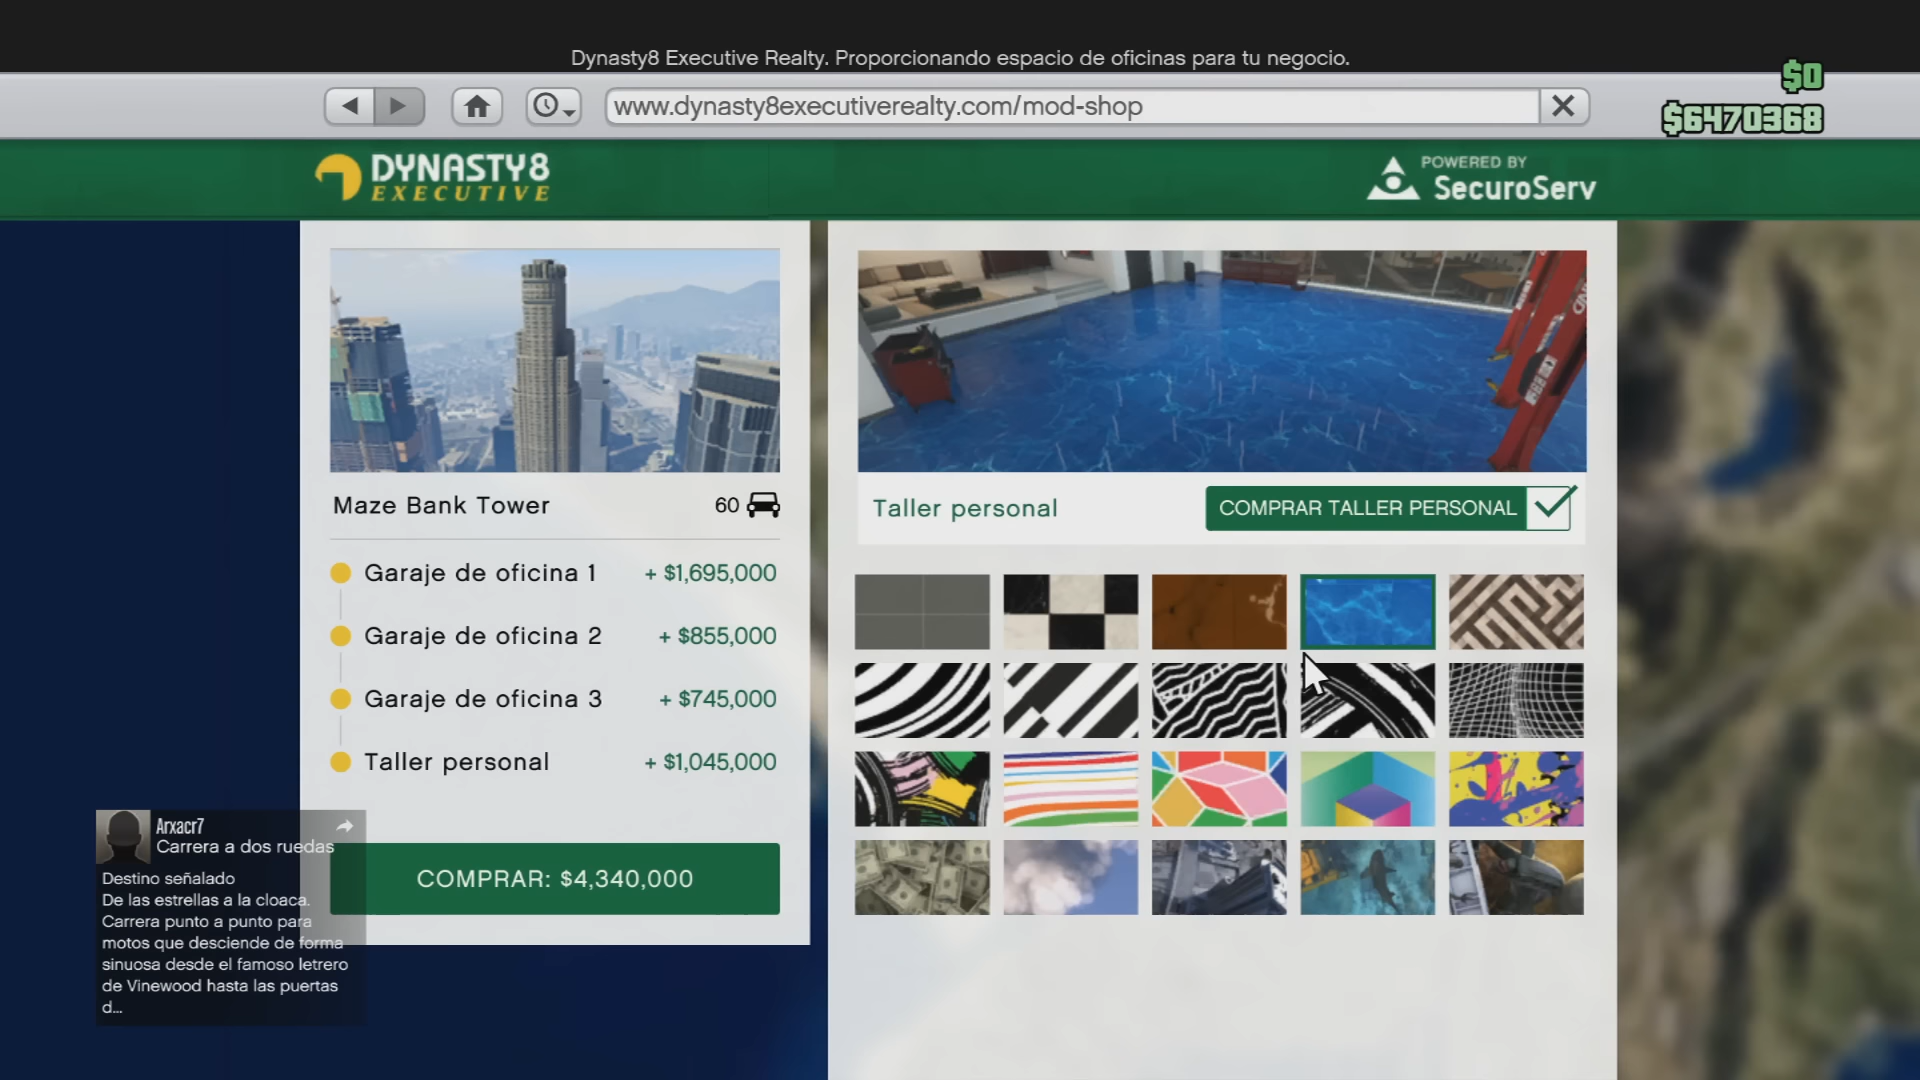 Dynasty8 Executive Realty. Proporcionando espacio de oficinas para tu negocio.
$0
www.dynasty8executiverealty.com/mod-shop
$6470368
DYNASTY8
EXECUTIVE
POWERED BY
SecuroServ
Maze Bank Tower
60
Garaje de oficina 1
+ $1,695,000
Garaje de oficina 2
+ $855,000
Garaje de oficina 3
+ $745,000
Taller personal
+ $1,045,000
COMPRAR: $4,340,000
Taller personal
COMPRAR TALLER PERSONAL
Arxacr7
Carrera a dos ruedas
Destino señalado
De las estrellas a la cloaca.
Carrera punto a punto para
motos que desciende de forma
sinuosa desde el famoso letrero
de Vinewood hasta las puertas
d...